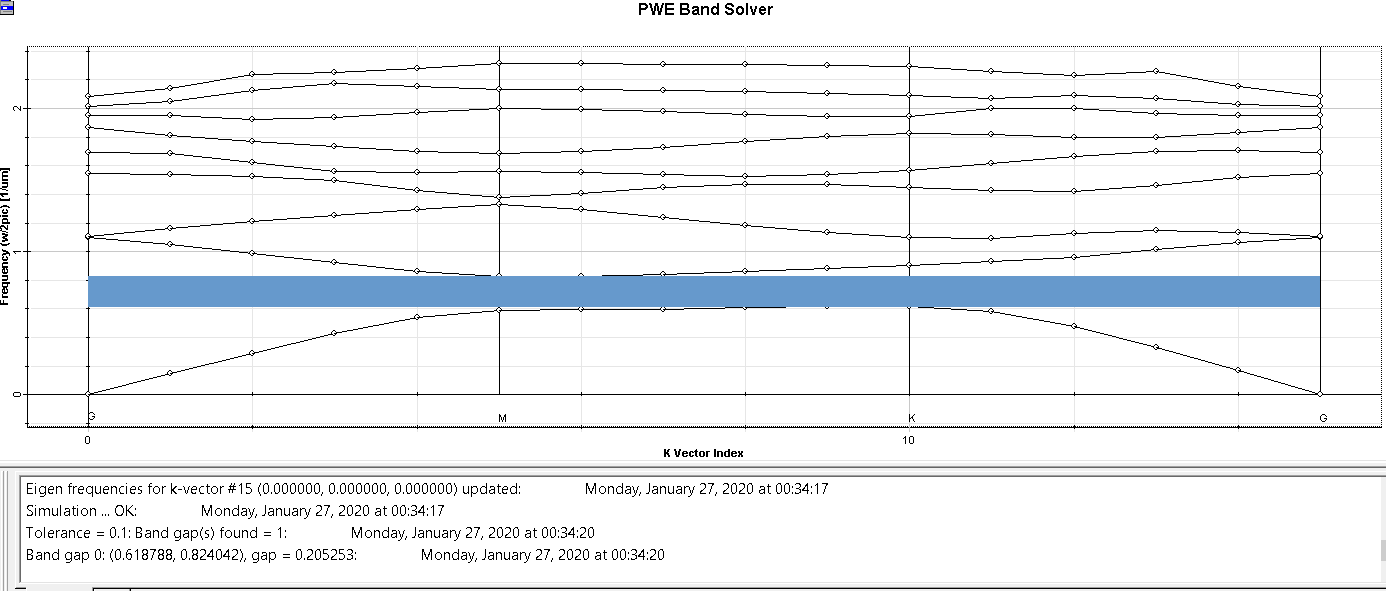 PWE Band Solver
Frequency (w/2pic) [1/um]
2
1
0
G
M
K
G
0
10
K Vector Index
Eigen frequencies for k-vector #15 (0.000000, 0.000000, 0.000000) updated: Monday, January 27, 2020 at 00:34:17
Simulation ... OK: Monday, January 27, 2020 at 00:34:17
Tolerance = 0.1: Band gap(s) found = 1: Monday, January 27, 2020 at 00:34:20
Band gap 0: (0.618788, 0.824042), gap = 0.205253: Monday, January 27, 2020 at 00:34:20